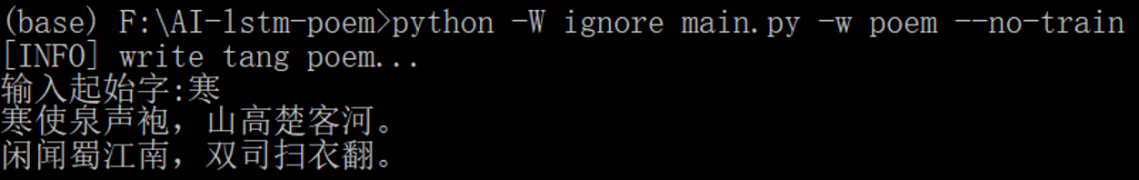 (base) F:\AI-lstm-poem>python -W ignore main.py -w poem --no-train
[INFO] write tang poem...
输入起始字:寒
寒使泉声袍，山高楚客河。
闲闻蜀江南，双司扫衣翻。